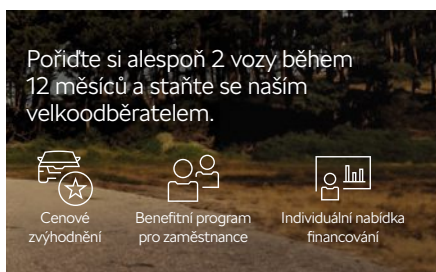 Pořiďte si alespoň 2 vozy během
12 měsíců a staňte se naším
velkoodběratelem.
Cenové
zvýhodnění
Benefitní program
pro zaměstnance
Individuální nabídka
financování